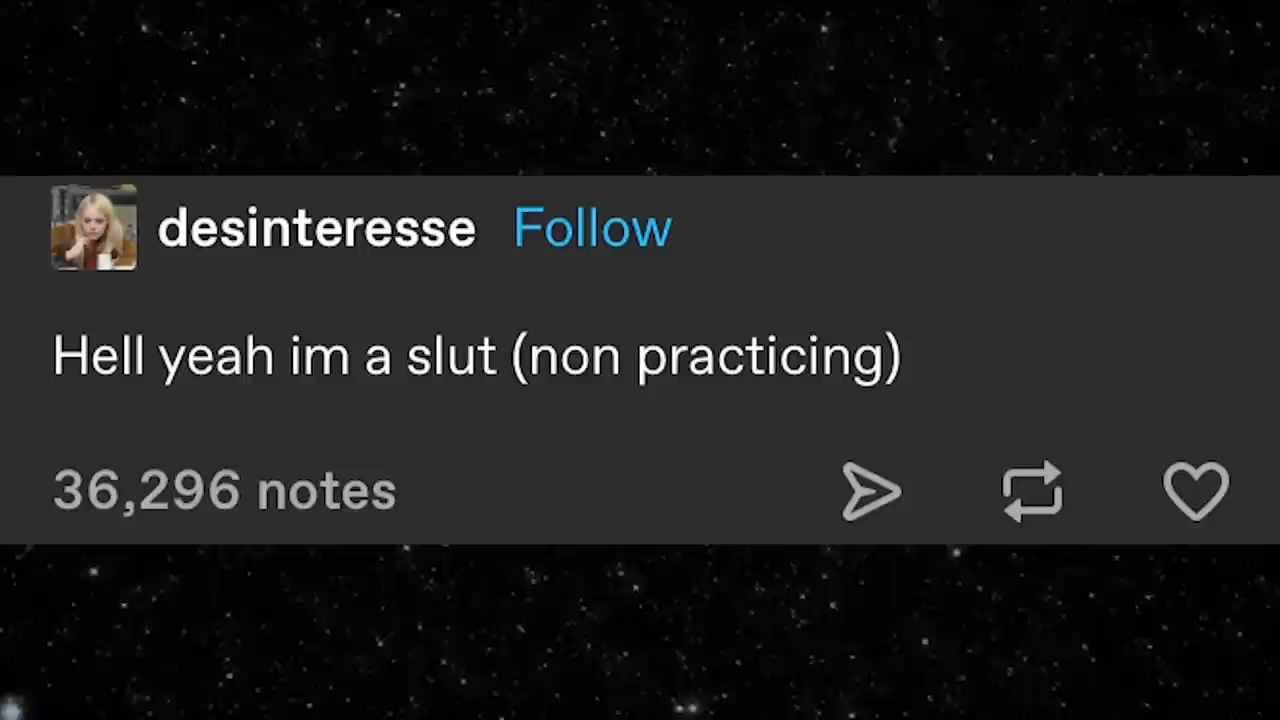 desinteresse Follow
Hell yeah im a slut (non practicing)
36,296 notes